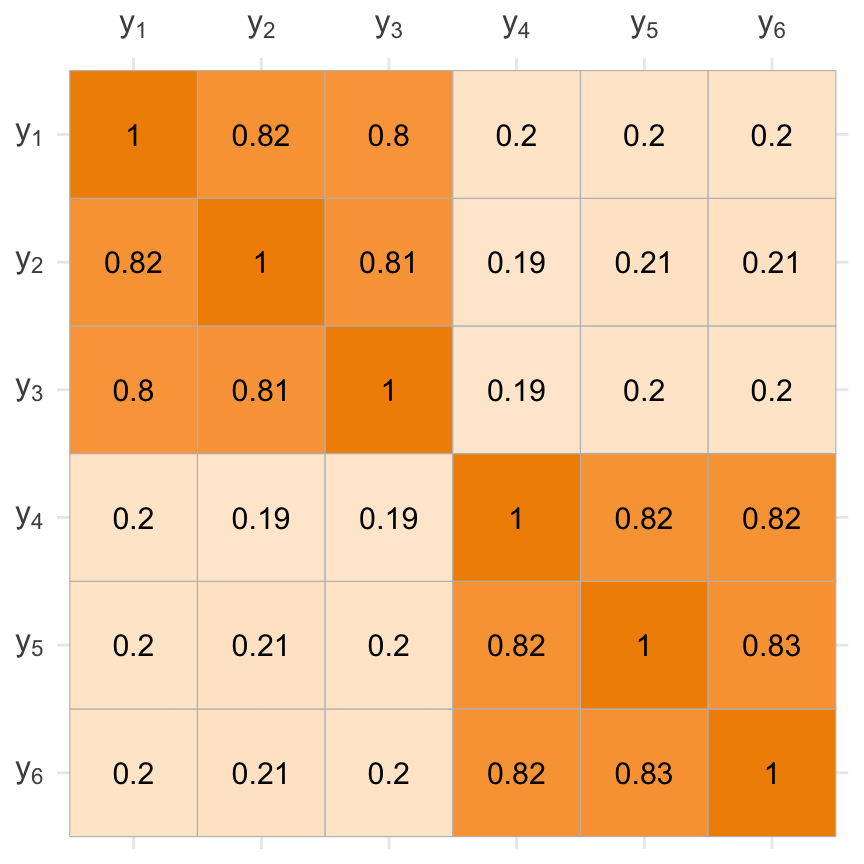 y₁ y₂ y₃ y₄ y₅ y₆
y₁ 1 0.82 0.8 0.2 0.2 0.2
y₂ 0.82 1 0.81 0.19 0.21 0.21
y₃ 0.8 0.81 1 0.19 0.2 0.2
y₄ 0.2 0.19 0.19 1 0.82 0.82
y₅ 0.2 0.21 0.2 0.82 1 0.83
y₆ 0.2 0.21 0.2 0.82 0.83 1